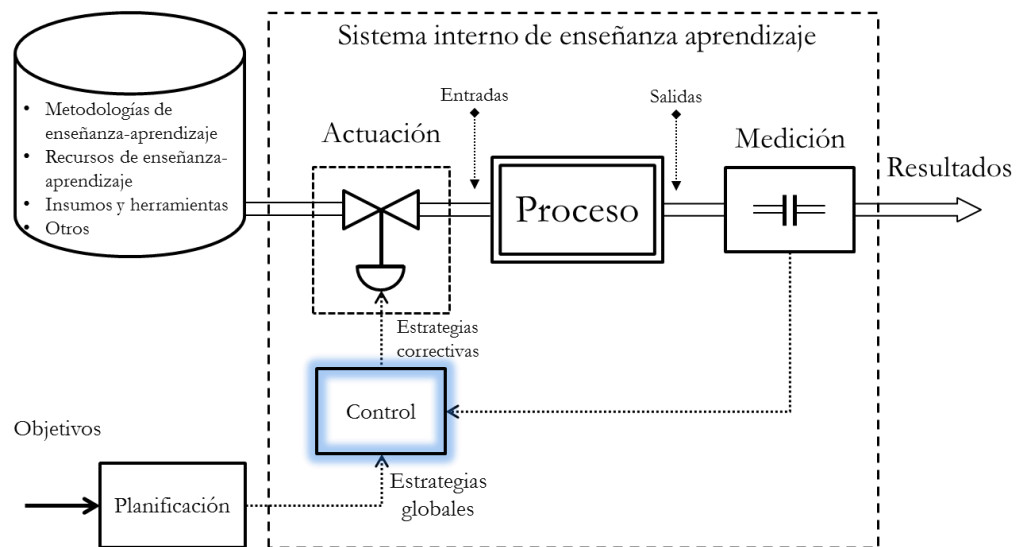 Sistema interno de enseñanza aprendizaje
• Metodologías de
enseñanza-aprendizaje
• Recursos de enseñanza-
aprendizaje
• Insumos y herramientas
• Otros
Actuación
Entradas
Proceso
Salidas
Medición
Resultados
Estrategias
correctivas
Control
Objetivos
Planificación
Estrategias
globales